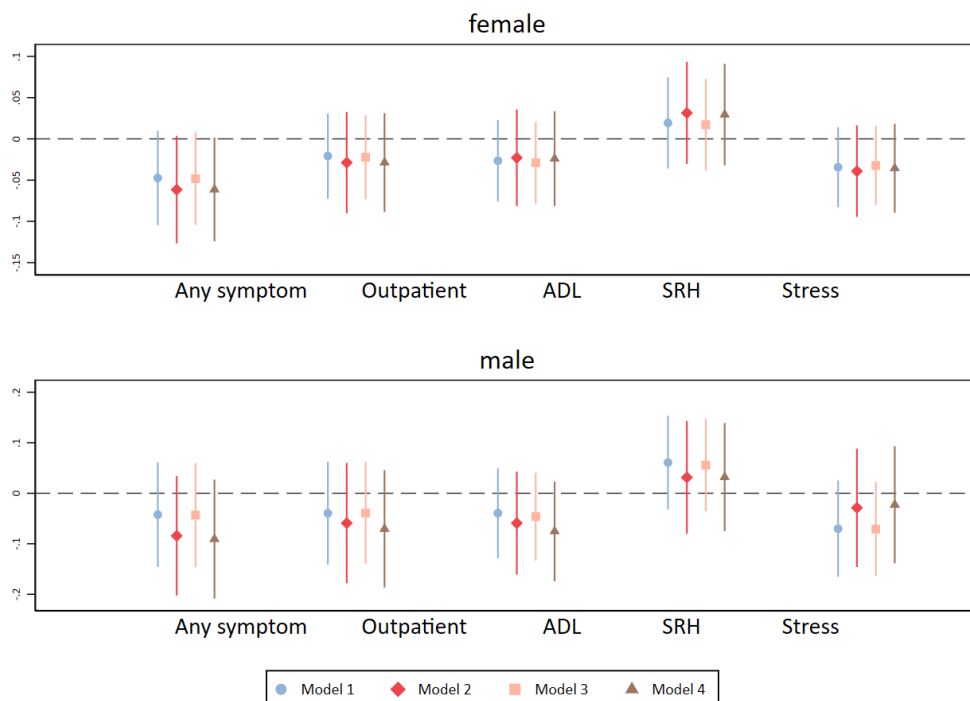 female
.1
.05
0
-.05
-.1
-.15
Any symptom Outpatient ADL SRH Stress
male
.2
.1
0
-.1
-.2
Any symptom Outpatient ADL SRH Stress
Model 1 Model 2 Model 3 Model 4